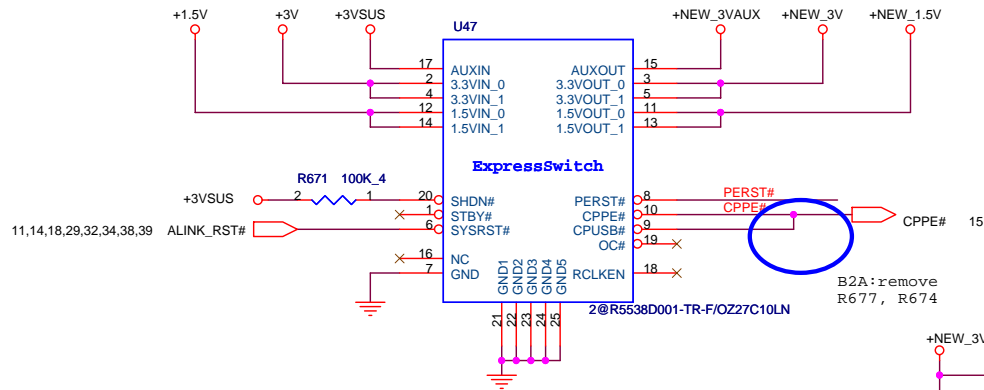 +1.5V +3V +3VSUS U47 +NEW_3VAUX +NEW_3V +NEW_1.5V
17 AUXIN AUXOUT 15
2 3.3VIN_0 3.3VOUT_0 3
4 3.3VIN_1 3.3VOUT_1 5
12 1.5VIN_0 1.5VOUT_0 11
14 1.5VIN_1 1.5VOUT_1 13
ExpressSwitch
R671 100K_4
+3VSUS 2 1 20 SHDN# PERST# 8 PERST#
1 STBY# CPPE# 10 CPPE# CPPE# 15
11,14,18,29,32,34,38,39 ALINK_RST# 6 SYSRST# CPUSB# 9
OC# 19
16 NC
7 GND RCLKEN 18
GND1 GND2 GND3 GND4 GND5
21 22 23 24 25
2@R5538D001-TR-F/OZ27C10LN
B2A:remove
R677, R674
+NEW_3V